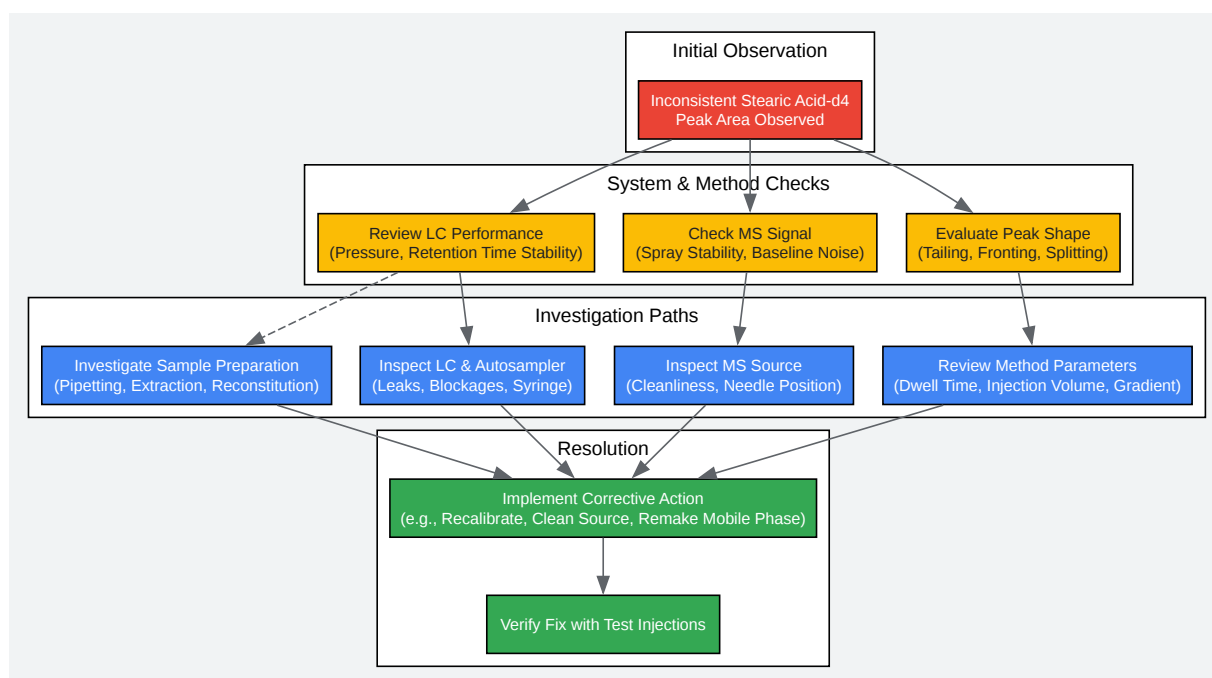 Initial Observation
Inconsistent Stearic Acid-d4
Peak Area Observed
System & Method Checks
Review LC Performance
(Pressure, Retention Time Stability)
Check MS Signal
(Spray Stability, Baseline Noise)
Evaluate Peak Shape
(Tailing, Fronting, Splitting)
Investigation Paths
Investigate Sample Preparation
(Pipetting, Extraction, Reconstitution)
Inspect LC & Autosampler
(Leaks, Blockages, Syringe)
Inspect MS Source
(Cleanliness, Needle Position)
Review Method Parameters
(Dwell Time, Injection Volume, Gradient)
Resolution
Implement Corrective Action
(e.g., Recalibrate, Clean Source, Remake Mobile Phase)
Verify Fix with Test Injections